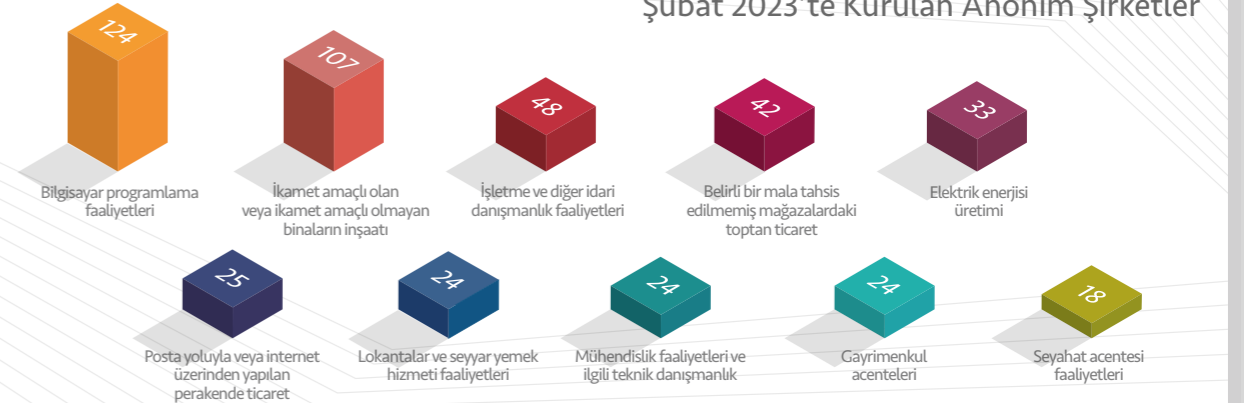 Şubat 2023'te Kurulan Anonim Şirketler
124
107
48
42
33
Bilgisayar programlama
faaliyetleri
İkamet amaçlı olan
veya ikamet amaçlı olmayan
binaların inşaatı
İşletme ve diğer idari
danışmanlık faaliyetleri
Belirli bir mala tahsis
edilmemiş mağazalardaki
toptan ticaret
Elektrik enerjisi
üretimi
25
24
24
24
18
Posta yoluyla veya internet
üzerinden yapılan
perakende ticaret
Lokantalar ve seyyar yemek
hizmeti faaliyetleri
Mühendislik faaliyetleri ve
ilgili teknik danışmanlık
Gayrimenkul
acenteleri
Seyahat acentesi
faaliyetleri